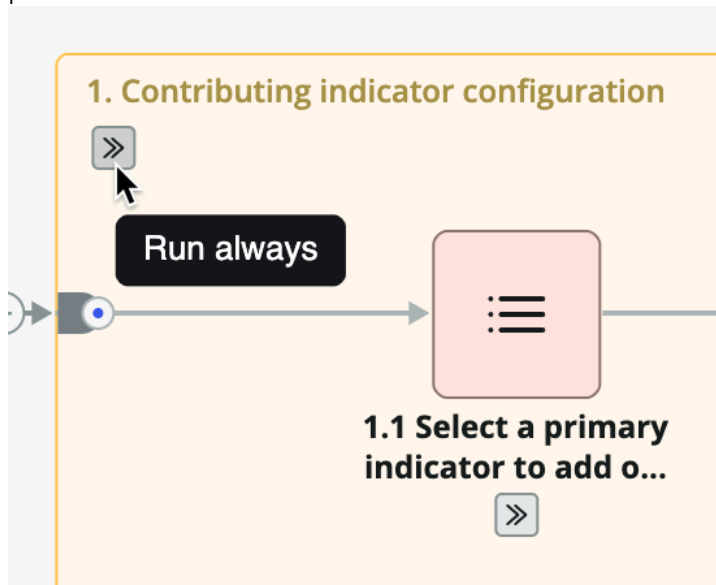 1. Contributing indicator configuration
Run always
1.1 Select a primary
indicator to add o...